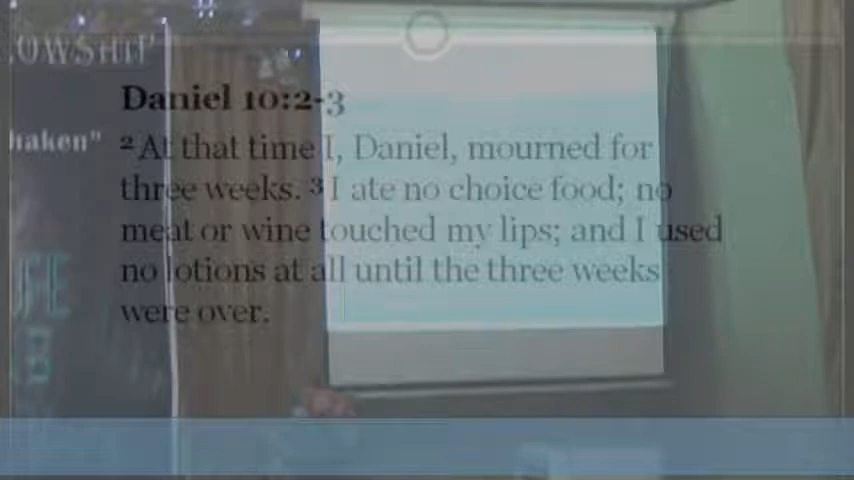 LOWSHIP
haken"
Daniel 10:2-3
2 At that time I, Daniel, mourned for
three weeks. 3 I ate no choice food; no
meat or wine touched my lips; and I used
no lotions at all until the three weeks
were over.